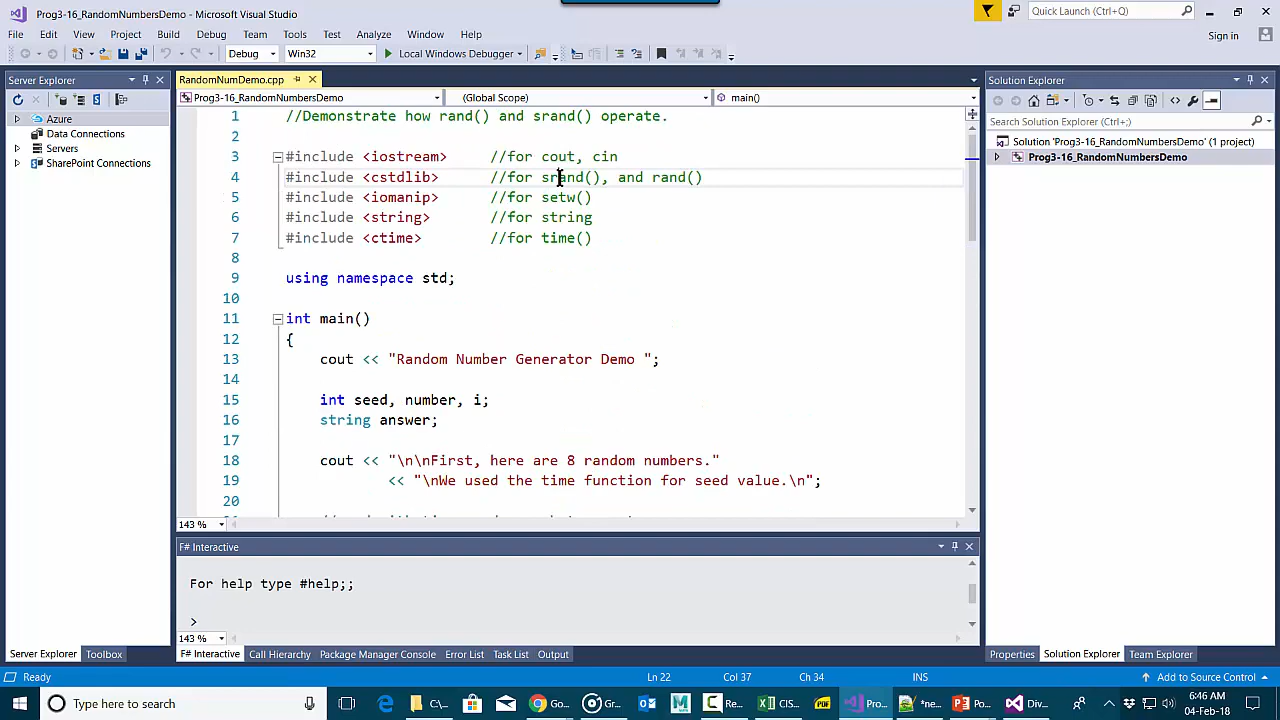 Prog3-16_RandomNumbersDemo - Microsoft Visual Studio
Quick Launch (Ctrl+Q)
File Edit View Project Build Debug Team Tools Test Analyze Window Help
Sign in
Debug Win32 Local Windows Debugger
Server Explorer
Azure
Data Connections
Servers
SharePoint Connections
RandomNumDemo.cpp
Prog3-16_RandomNumbersDemo (Global Scope) main()
1 //Demonstrate how rand() and srand() operate.
2
3 #include <iostream> //for cout, cin
4 #include <cstdlib> //for srand(), and rand()
5 #include <iomanip> //for setw()
6 #include <string> //for string
7 #include <ctime> //for time()
8
9 using namespace std;
10
11 int main()
12 {
13 cout << "Random Number Generator Demo ";
14
15 int seed, number, i;
16 string answer;
17
18 cout << "\n\nFirst, here are 8 random numbers."
19 << "\nWe used the time function for seed value.\n";
20
143 %
F# Interactive
For help type #help;;
>
143 %
Solution Explorer
Search Solution Explorer (Ctrl+;)
Solution 'Prog3-16_RandomNumbersDemo' (1 project)
Prog3-16_RandomNumbersDemo
Server Explorer Toolbox
F# Interactive Call Hierarchy Package Manager Console Error List Task List Output
Properties Solution Explorer Team Explorer
Ready Ln 22 Col 37 Ch 34 INS Add to Source Control
Type here to search
C:\... Go... Gr... Re... CIS... Pro... *ne... Po... Div...
6:46 AM
04-Feb-18